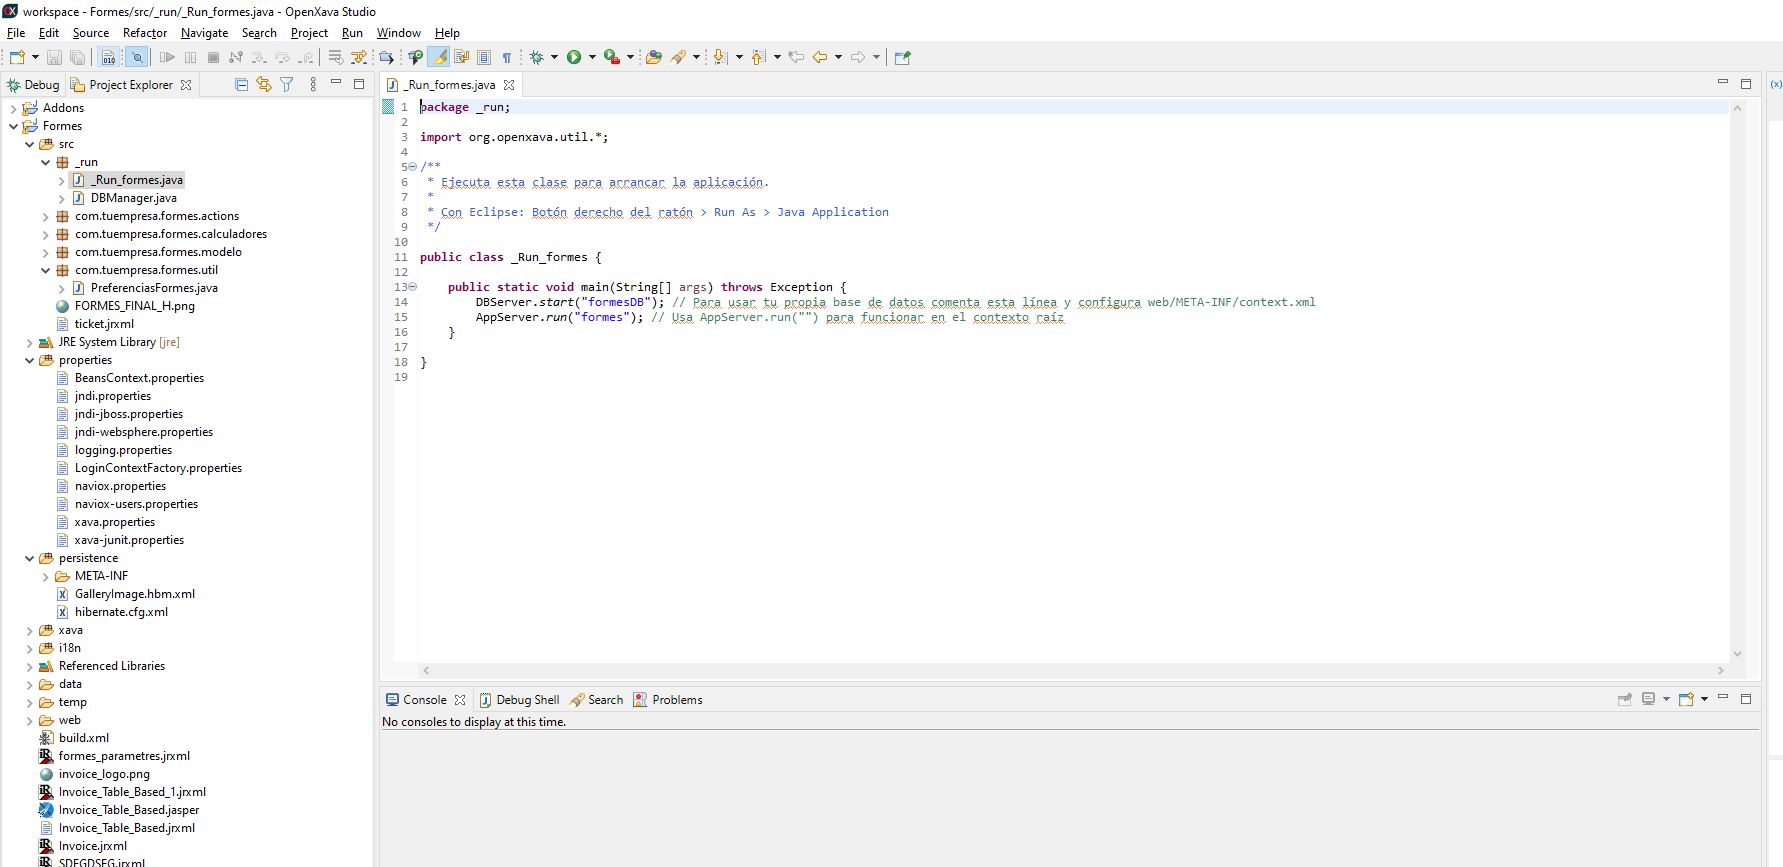 workspace - Formes/src/_run/_Run_formes.java - OpenXava Studio
File Edit Source Refactor Navigate Search Project Run Window Help
Debug Project Explorer
Addons
Formes
src
_run
_Run_formes.java
DBManager.java
com.tuempresa.formes.actions
com.tuempresa.formes.calculadores
com.tuempresa.formes.modelo
com.tuempresa.formes.util
PreferenciasFormes.java
FORMES_FINAL_H.png
ticket.jrxml
JRE System Library [jre]
properties
BeansContext.properties
jndi.properties
jndi-jboss.properties
jndi-websphere.properties
logging.properties
LoginContextFactory.properties
naviox.properties
naviox-users.properties
xava.properties
xava-junit.properties
persistence
META-INF
GalleryImage.hbm.xml
hibernate.cfg.xml
xava
i18n
Referenced Libraries
data
temp
web
build.xml
formes_parametres.jrxml
invoice_logo.png
Invoice_Table_Based_1.jrxml
Invoice_Table_Based.jasper
Invoice_Table_Based.jrxml
Invoice.jrxml
SDFGDSFG.jrxml
_Run_formes.java
1 package _run;
2
3 import org.openxava.util.*;
4
5 /**
6 * Ejecuta esta clase para arrancar la aplicación.
7 *
8 * Con Eclipse: Botón derecho del ratón > Run As > Java Application
9 */
10
11 public class _Run_formes {
12
13 public static void main(String[] args) throws Exception {
14 DBServer.start("formesDB"); // Para usar tu propia base de datos comenta esta línea y configura web/META-INF/context.xml
15 AppServer.run("formes"); // Usa AppServer.run("") para funcionar en el contexto raíz
16 }
17
18 }
19
Console Debug Shell Search Problems
No consoles to display at this time.